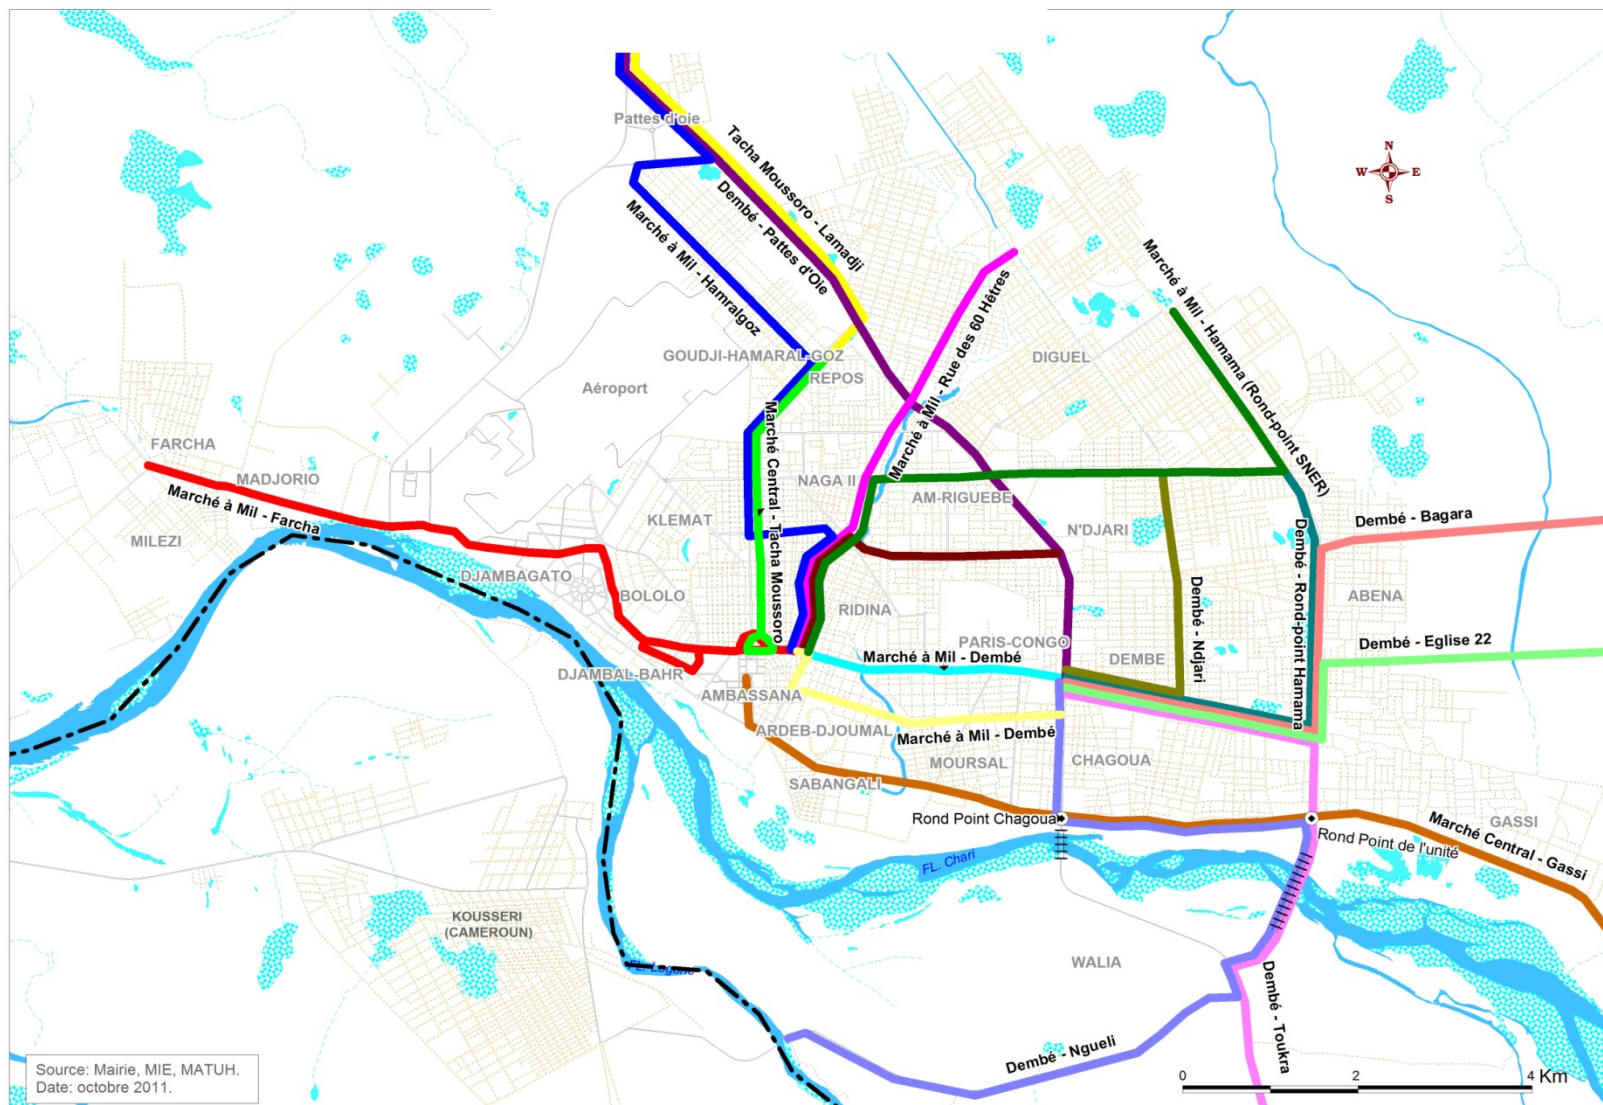 Pattes d'oie
Tacha Moussoro - Lamadji
Dembé - Pattes d'Oie
Marché à Mil - Hamralgoz
N
W E
S
Marché à Mil - Hamama (Rond-point SNER)
Marché à Mil - Rue des 60 Hêtres
GOUDJI-HAMARAL-GOZ
REPOS
DIGUEL
Aéroport
Marché Central - Tacha Moussoro
FARCHA
MADJORIO
Marché à Mil - Farcha
MILEZI
KLEMAT
NAGA II
AM-RIGUEBE
N'DJARI
Dembé - Bagara
Dembé - Rond-point Hamama
Dembé - Ndjari
DJAMBAGATO
BOLOLO
RIDINA
ABENA
PARIS-CONGO
Marché à Mil - Dembé
DEMBE
Dembé - Eglise 22
DJAMBAL-BAHR
AMBASSANA
ARDEB-DJOUMAL
Marché à Mil - Dembé
MOURSAL
CHAGOUA
SABANGALI
Rond Point Chagoua
Rond Point de l'unité
GASSI
Marché Central - Gassi
FL. Chari
KOUSSERI
(CAMEROUN)
FL. Logone
WALIA
Dembé - Toukra
Dembé - Ngueli
Source: Mairie, MIE, MATUH.
Date: octobre 2011.
0 2 4 Km